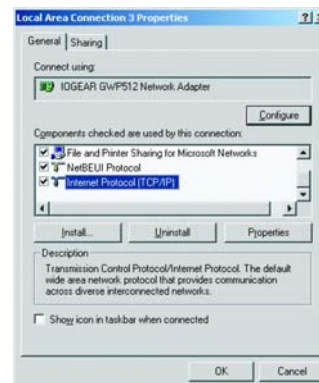 Local Area Connection 3 Properties
General
Sharing
Connect using:
IOGEAR GWP512 Network Adapter
Configure
Components checked are used by this connection:
File and Printer Sharing for Microsoft Networks
NetBEUI Protocol
Internet Protocol (TCP/IP)
Install...
Uninstall
Properties
Description
Transmission Control Protocol/Internet Protocol. The default
wide area network protocol that provides communication
across diverse interconnected networks.
Show icon in taskbar when connected
OK
Cancel